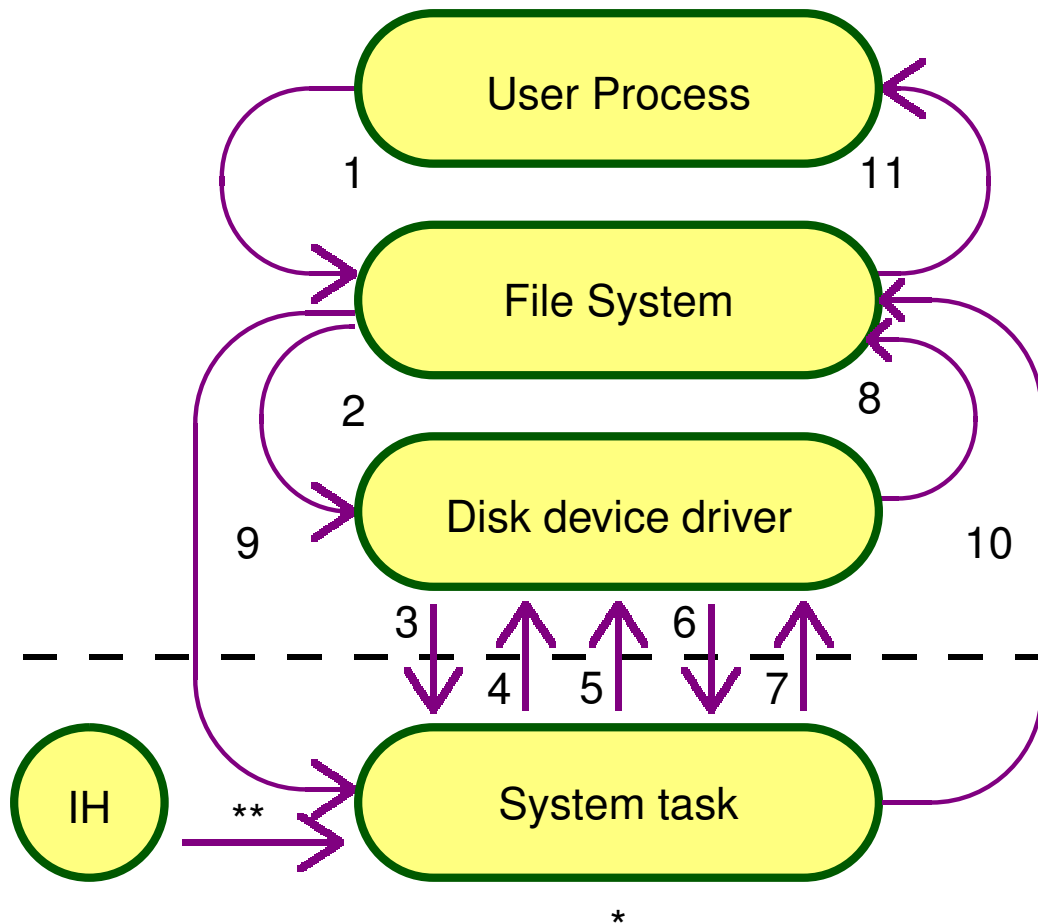 User Process
1
11
File System
2
8
Disk device driver
9
10
3
6
4
5
7
IH
**
System task
*